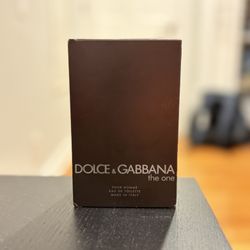 DOLCE & GABBANA
the one
POUR HOMME
EAU DE TOILETTE
MADE IN ITALY